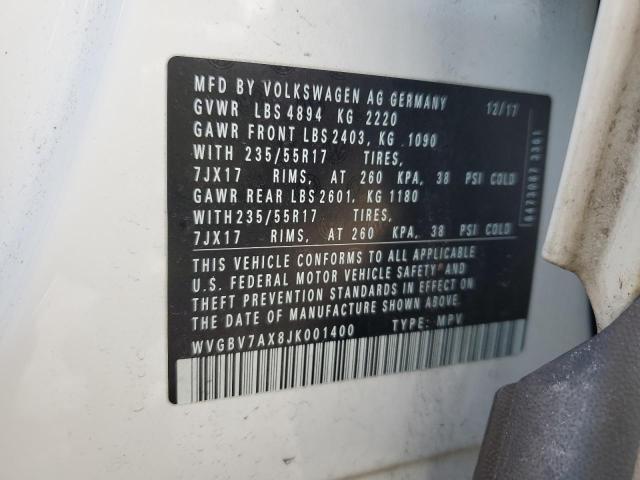 MFD BY VOLKSWAGEN AG GERMANY 12/17
GVWR LBS 4894 KG 2220
GAWR FRONT LBS 2403, KG 1090
WITH 235/55R17 TIRES,
7JX17 RIMS, AT 260 KPA, 38 PSI COLD
GAWR REAR LBS 2601, KG 1180
WITH 235/55R17 TIRES,
7JX17 RIMS, AT 260 KPA, 38 PSI COLD
THIS VEHICLE CONFORMS TO ALL APPLICABLE
U.S. FEDERAL MOTOR VEHICLE SAFETY AND
THEFT PREVENTION STANDARDS IN EFFECT ON
THE DATE OF MANUFACTURE SHOWN ABOVE.
WVGBV7AX8JK001400 TYPE: MPV